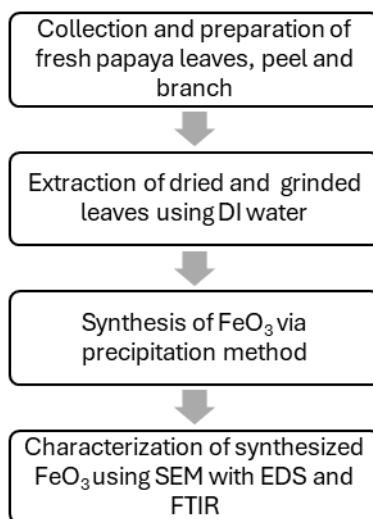 Collection and preparation of
fresh papaya leaves, peel and
branch
Extraction of dried and grinded
leaves using DI water
Synthesis of FeO₃ via
precipitation method
Characterization of synthesized
FeO₃ using SEM with EDS and
FTIR